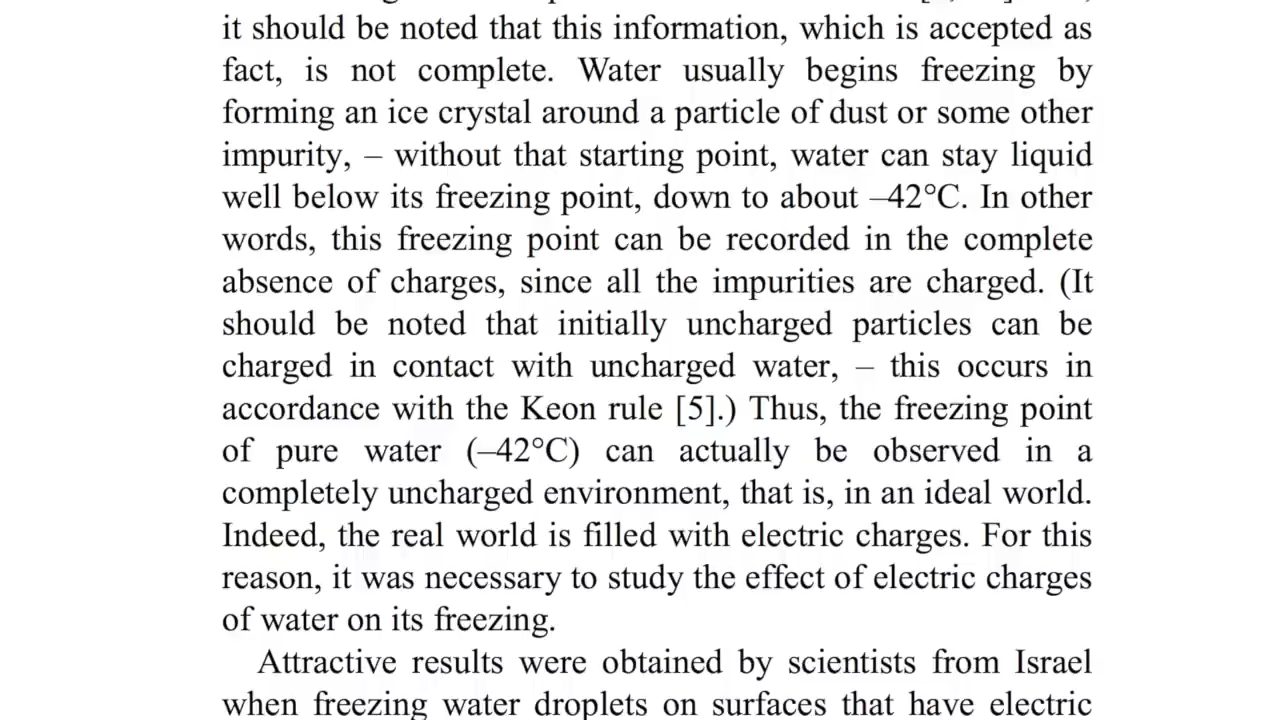 it should be noted that this information, which is accepted as
fact, is not complete. Water usually begins freezing by
forming an ice crystal around a particle of dust or some other
impurity, – without that starting point, water can stay liquid
well below its freezing point, down to about –42°C. In other
words, this freezing point can be recorded in the complete
absence of charges, since all the impurities are charged. (It
should be noted that initially uncharged particles can be
charged in contact with uncharged water, – this occurs in
accordance with the Keon rule [5].) Thus, the freezing point
of pure water (–42°C) can actually be observed in a
completely uncharged environment, that is, in an ideal world.
Indeed, the real world is filled with electric charges. For this
reason, it was necessary to study the effect of electric charges
of water on its freezing.
Attractive results were obtained by scientists from Israel
when freezing water droplets on surfaces that have electric